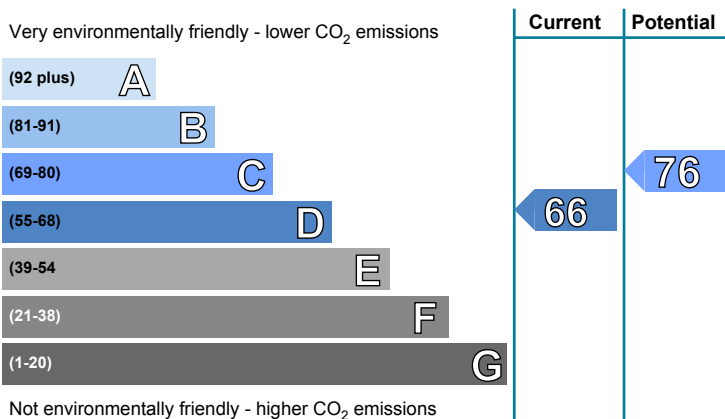 Very environmentally friendly - lower CO2 emissions
Current
Potential
(92 plus) A
(81-91) B
(69-80) C
76
(55-68) D
66
(39-54 E
(21-38) F
(1-20) G
Not environmentally friendly - higher CO2 emissions